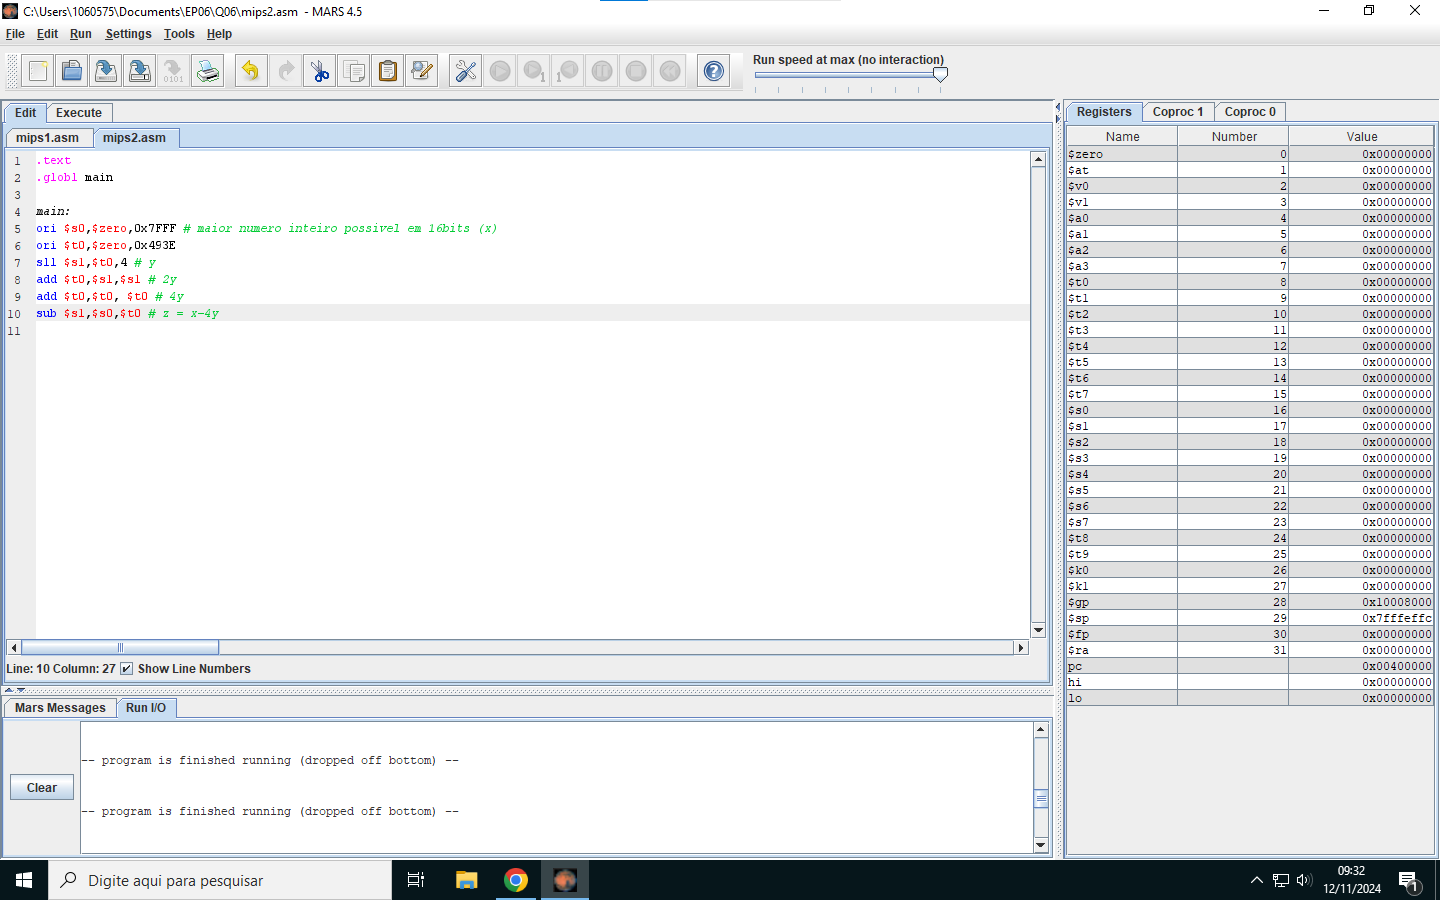 C:\Users\1060575\Documents\EP06\Q06\mips2.asm - MARS 4.5
File Edit Run Settings Tools Help
Run speed at max (no interaction)
Edit Execute
mips1.asm mips2.asm
1 .text
2 .globl main
3
4 main:
5 ori $s0,$zero,0x7FFF # maior numero inteiro possivel em 16bits (x)
6 ori $t0,$zero,0x493E
7 sll $s1,$t0,4 # y
8 add $t0,$s1,$s1 # 2y
9 add $t0,$t0, $t0 # 4y
10 sub $s1,$s0,$t0 # z = x-4y
11
Line: 10 Column: 27 Show Line Numbers
Mars Messages Run I/O
Clear
-- program is finished running (dropped off bottom) --
-- program is finished running (dropped off bottom) --
Registers Coproc 1 Coproc 0
Name Number Value
$zero 0 0x00000000
$at 1 0x00000000
$v0 2 0x00000000
$v1 3 0x00000000
$a0 4 0x00000000
$a1 5 0x00000000
$a2 6 0x00000000
$a3 7 0x00000000
$t0 8 0x00000000
$t1 9 0x00000000
$t2 10 0x00000000
$t3 11 0x00000000
$t4 12 0x00000000
$t5 13 0x00000000
$t6 14 0x00000000
$t7 15 0x00000000
$s0 16 0x00000000
$s1 17 0x00000000
$s2 18 0x00000000
$s3 19 0x00000000
$s4 20 0x00000000
$s5 21 0x00000000
$s6 22 0x00000000
$s7 23 0x00000000
$t8 24 0x00000000
$t9 25 0x00000000
$k0 26 0x00000000
$k1 27 0x00000000
$gp 28 0x10008000
$sp 29 0x7fffeffc
$fp 30 0x00000000
$ra 31 0x00000000
pc 0x00400000
hi 0x00000000
lo 0x00000000
Digite aqui para pesquisar
09:32
12/11/2024
1